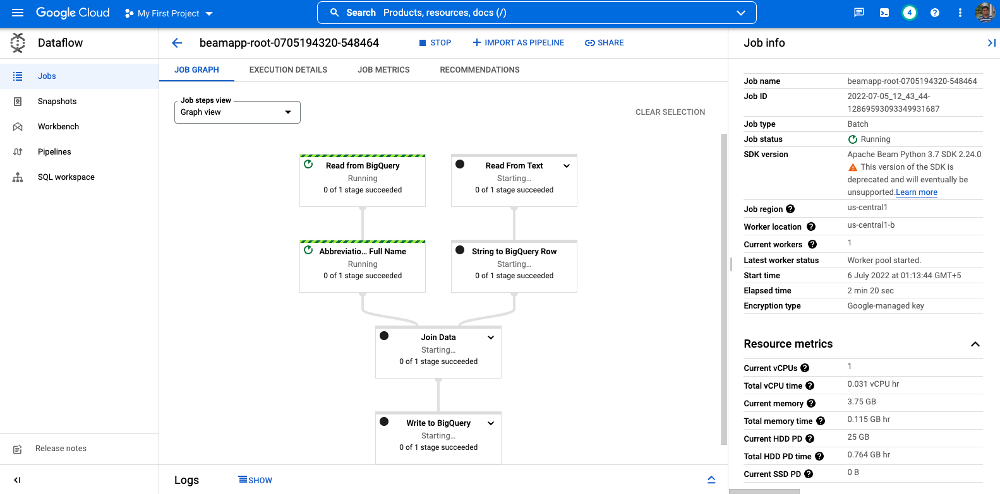 Google Cloud
My First Project
Search Products, resources, docs (/)
4
Dataflow
Jobs
Snapshots
Workbench
Pipelines
SQL workspace
Release notes
beamapp-root-0705194320-548464
STOP
IMPORT AS PIPELINE
SHARE
JOB GRAPH
EXECUTION DETAILS
JOB METRICS
RECOMMENDATIONS
Job steps view
Graph view
CLEAR SELECTION
Read from BigQuery
Running
0 of 1 stage succeeded
Read From Text
Starting...
0 of 1 stage succeeded
Abbreviatio... Full Name
Running
0 of 1 stage succeeded
String to BigQuery Row
Starting...
0 of 1 stage succeeded
Join Data
Starting...
0 of 1 stage succeeded
Write to BigQuery
Starting...
0 of 1 stage succeeded
Logs
SHOW
Job info
Job name beamapp-root-0705194320-548464
Job ID 2022-07-05_12_43_44-
12869593093349931687
Job type Batch
Job status Running
SDK version Apache Beam Python 3.7 SDK 2.24.0
This version of the SDK is
deprecated and will eventually be
unsupported.Learn more
Job region us-central1
Worker location us-central1-b
Current workers 1
Latest worker status Worker pool started.
Start time 6 July 2022 at 01:13:44 GMT+5
Elapsed time 2 min 20 sec
Encryption type Google-managed key
Resource metrics
Current vCPUs 1
Total vCPU time 0.031 vCPU hr
Current memory 3.75 GB
Total memory time 0.115 GB hr
Current HDD PD 25 GB
Total HDD PD time 0.764 GB hr
Current SSD PD 0 B